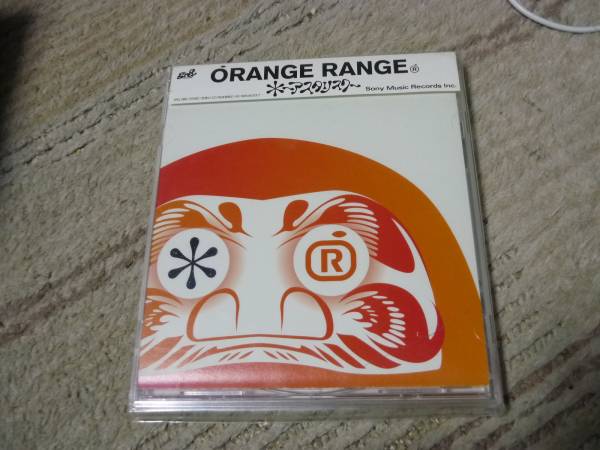 ORANGE RANGE®
*~アスタリスク~
Sony Music Records Inc.
* R